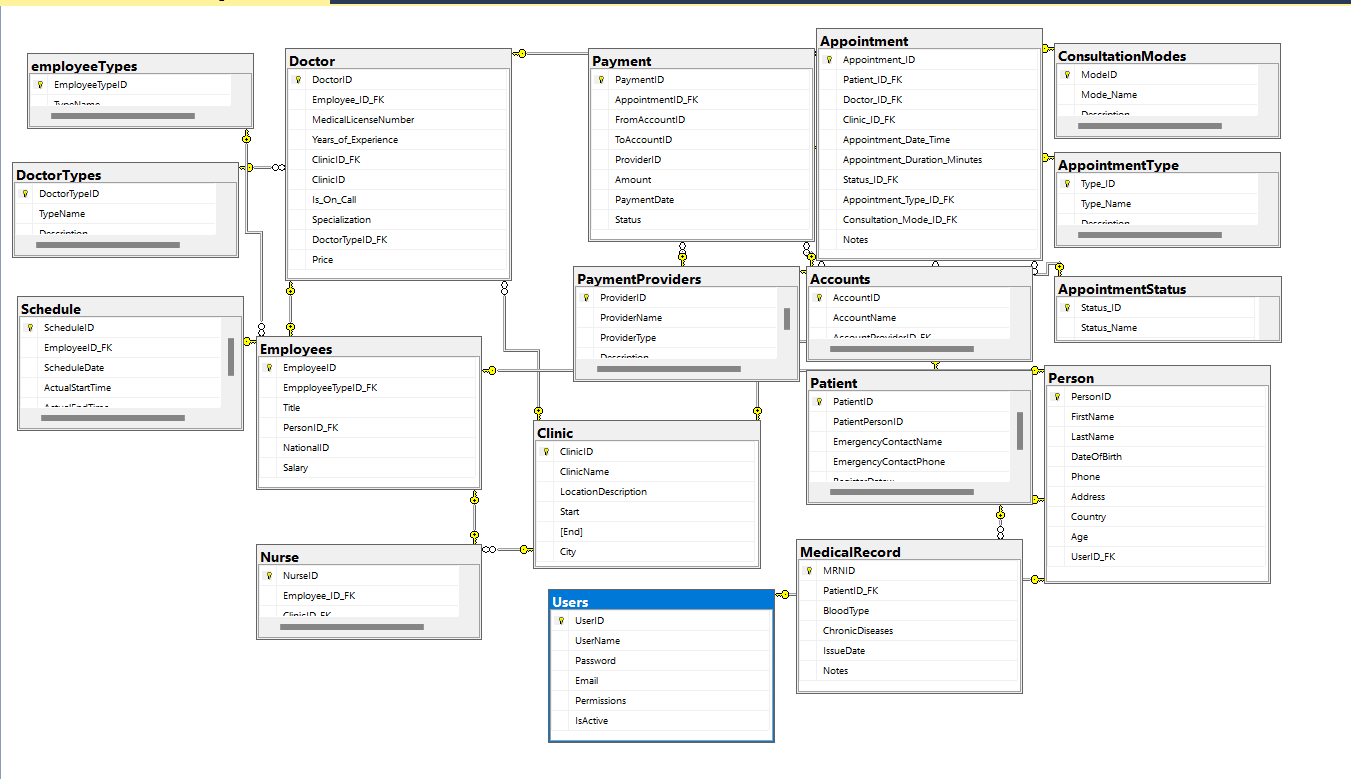 employeeTypes
EmployeeTypeID
TypeName
DoctorTypes
DoctorTypeID
TypeName
Description
Schedule
ScheduleID
EmployeeID_FK
ScheduleDate
ActualStartTime
ActualEndTime
Doctor
DoctorID
Employee_ID_FK
MedicalLicenseNumber
Years_of_Experience
ClinicID_FK
ClinicID
Is_On_Call
Specialization
DoctorTypeID_FK
Price
Employees
EmployeeID
EmpployeeTypeID_FK
Title
PersonID_FK
NationalID
Salary
Nurse
NurseID
Employee_ID_FK
ClinicID_FK
Payment
PaymentID
AppointmentID_FK
FromAccountID
ToAccountID
ProviderID
Amount
PaymentDate
Status
PaymentProviders
ProviderID
ProviderName
ProviderType
Description
Clinic
ClinicID
ClinicName
LocationDescription
Start
[End]
City
Users
UserID
UserName
Password
Email
Permissions
IsActive
Appointment
Appointment_ID
Patient_ID_FK
Doctor_ID_FK
Clinic_ID_FK
Appointment_Date_Time
Appointment_Duration_Minutes
Status_ID_FK
Appointment_Type_ID_FK
Consultation_Mode_ID_FK
Notes
Accounts
AccountID
AccountName
AccountProviderID_FK
Patient
PatientID
PatientPersonID
EmergencyContactName
EmergencyContactPhone
MedicalRecord
MRNID
PatientID_FK
BloodType
ChronicDiseases
IssueDate
Notes
ConsultationModes
ModeID
Mode_Name
Description
AppointmentType
Type_ID
Type_Name
Description
AppointmentStatus
Status_ID
Status_Name
Person
PersonID
FirstName
LastName
DateOfBirth
Phone
Address
Country
Age
UserID_FK